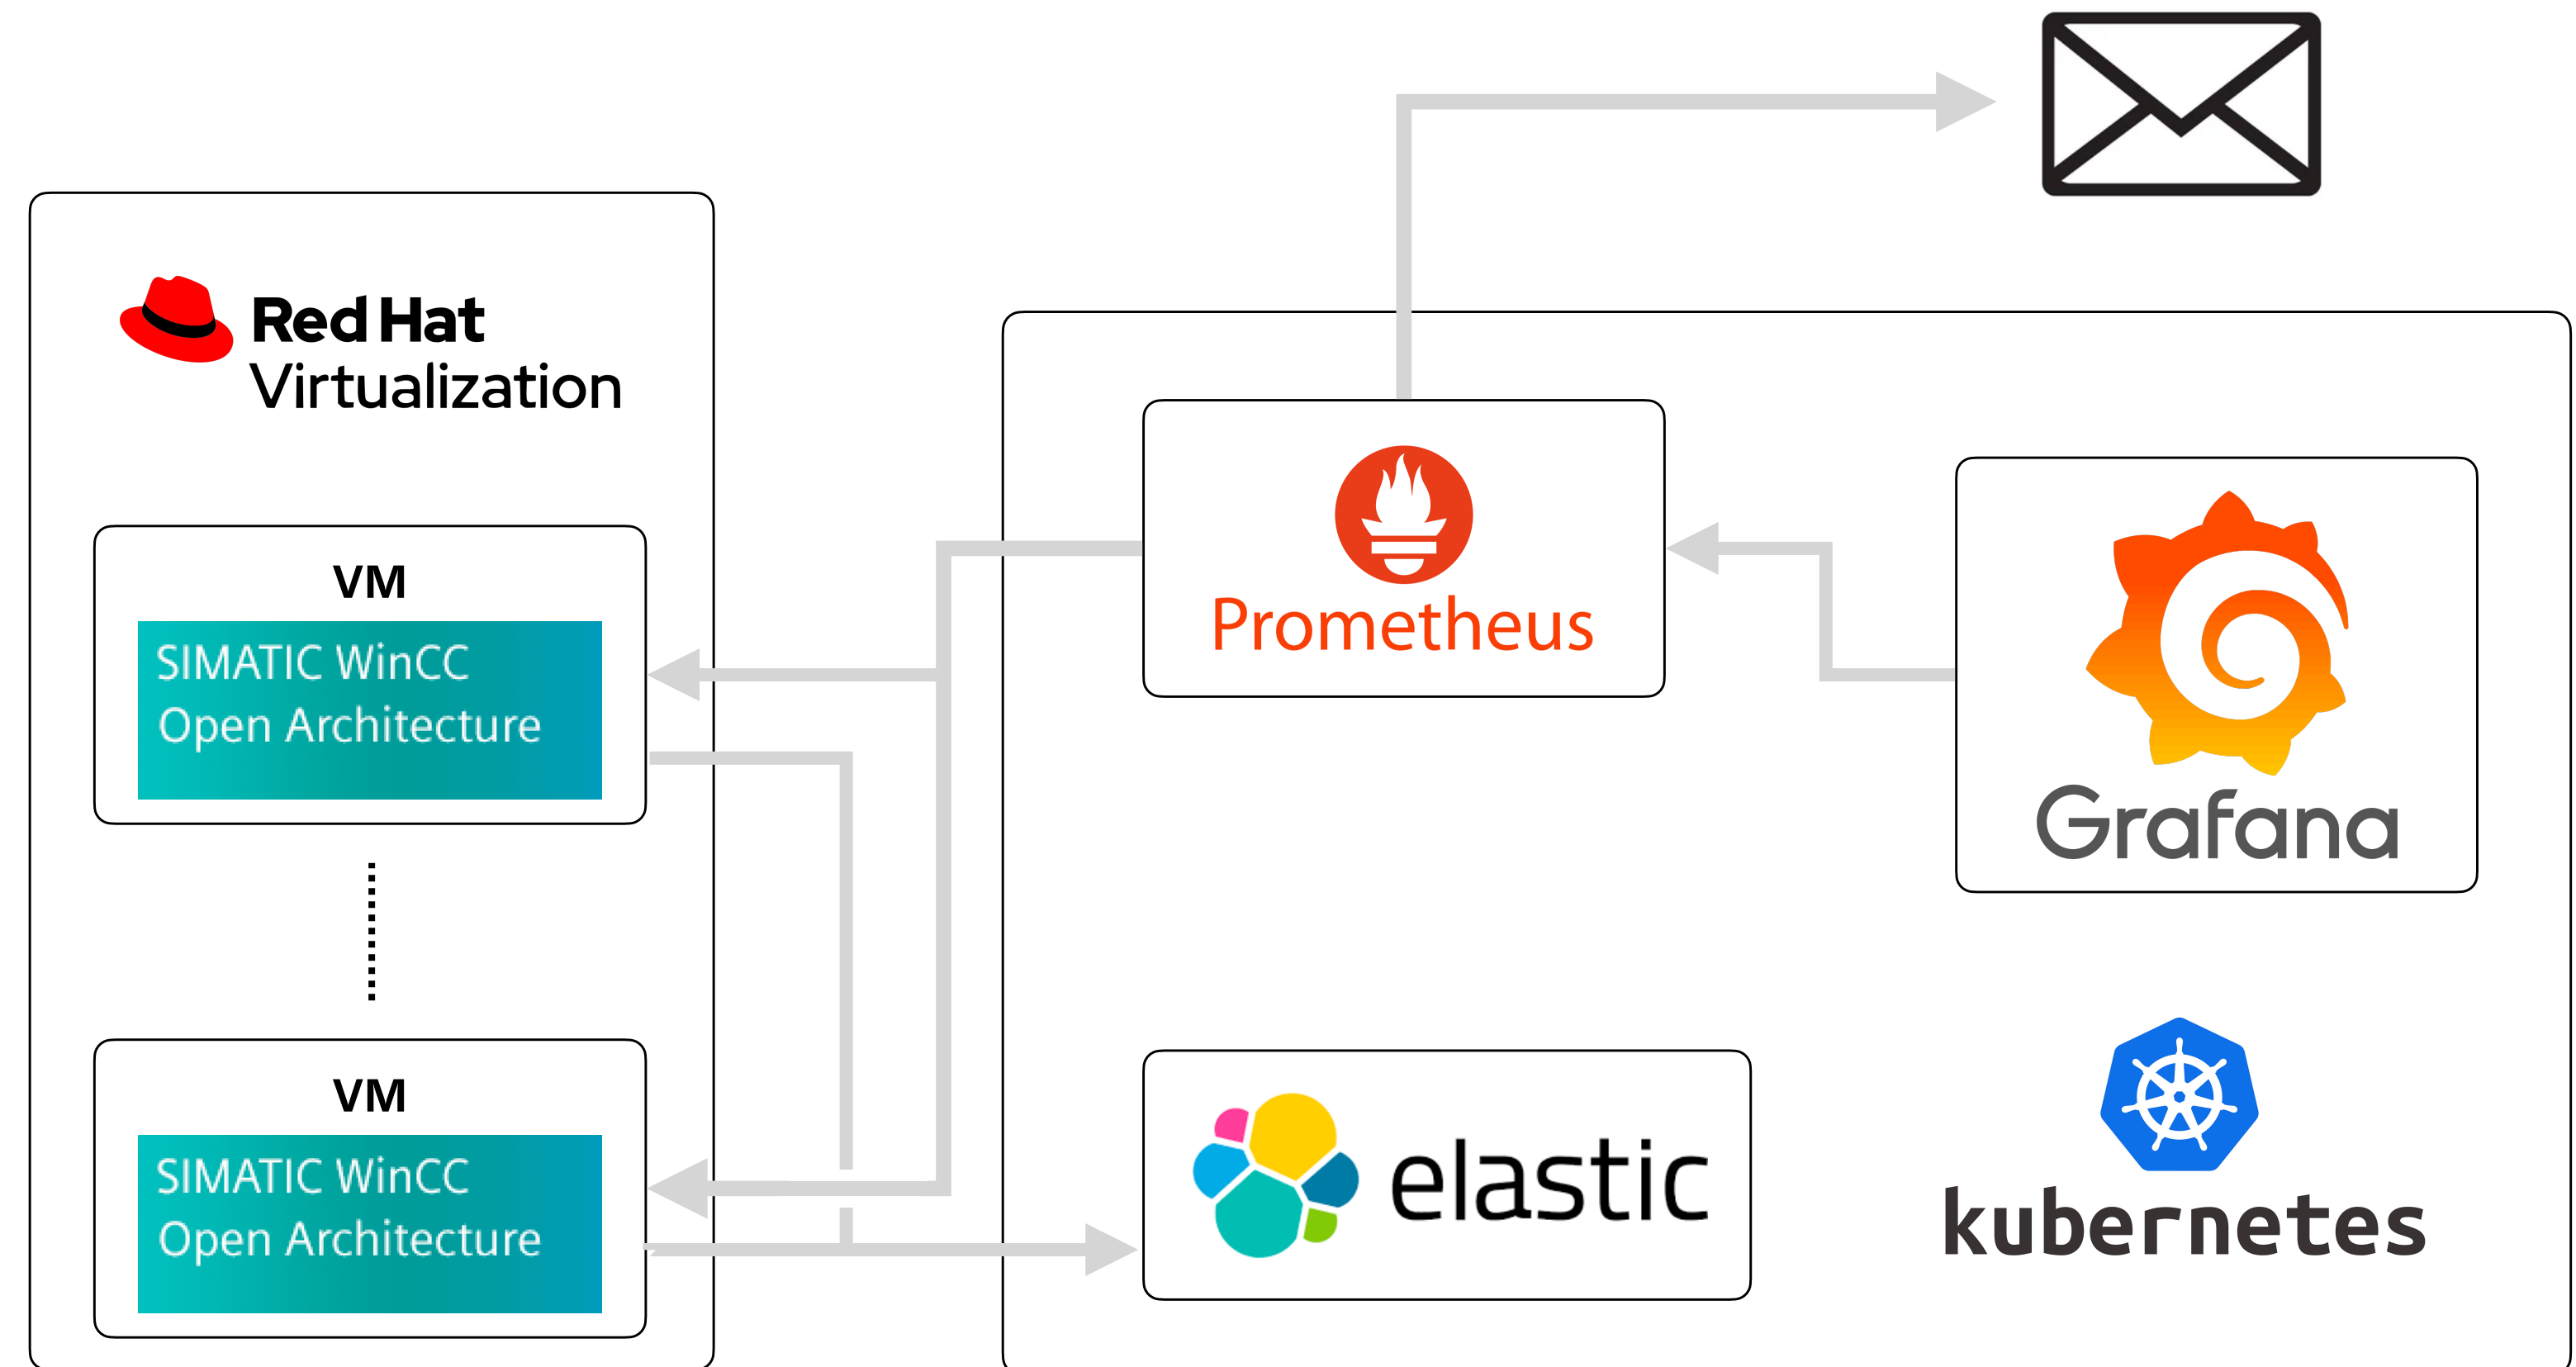 Red Hat
Virtualization
VM
SIMATIC WinCC
Open Architecture
VM
SIMATIC WinCC
Open Architecture
Prometheus
Grafana
elastic
kubernetes